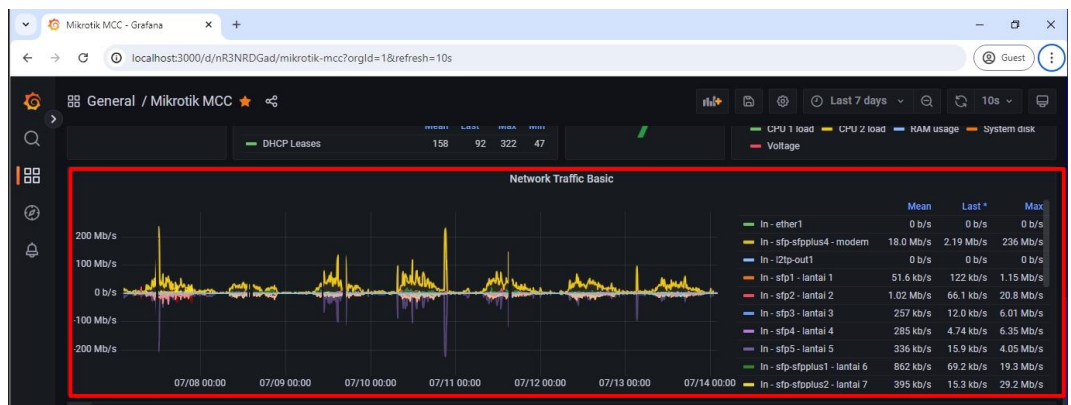 Mikrotik MCC - Grafana
localhost:3000/d/nR3NRDGad/mikrotik-mcc?orgId=1&refresh=10s
Guest
General / Mikrotik MCC
Last 7 days
10s
Mean Last Max Min
DHCP Leases 158 92 322 47
CPU 1 load CPU 2 load RAM usage System disk
Voltage
Network Traffic Basic
Mean Last * Max
In - ether1 0 b/s 0 b/s 0 b/s
In - sfp-sfpplus4 - modem 18.0 Mb/s 2.19 Mb/s 236 Mb/s
In - l2tp-out1 0 b/s 0 b/s 0 b/s
In - sfp1 - lantai 1 51.6 kb/s 122 kb/s 1.15 Mb/s
In - sfp2 - lantai 2 1.02 Mb/s 66.1 kb/s 20.8 Mb/s
In - sfp3 - lantai 3 257 kb/s 12.0 kb/s 6.01 Mb/s
In - sfp4 - lantai 4 285 kb/s 4.74 kb/s 6.35 Mb/s
In - sfp5 - lantai 5 336 kb/s 15.9 kb/s 4.05 Mb/s
In - sfp-sfpplus1 - lantai 6 862 kb/s 69.2 kb/s 19.3 Mb/s
In - sfp-sfpplus2 - lantai 7 395 kb/s 15.3 kb/s 29.2 Mb/s
200 Mb/s
100 Mb/s
0 b/s
-100 Mb/s
-200 Mb/s
07/08 00:00 07/09 00:00 07/10 00:00 07/11 00:00 07/12 00:00 07/13 00:00 07/14 00:00